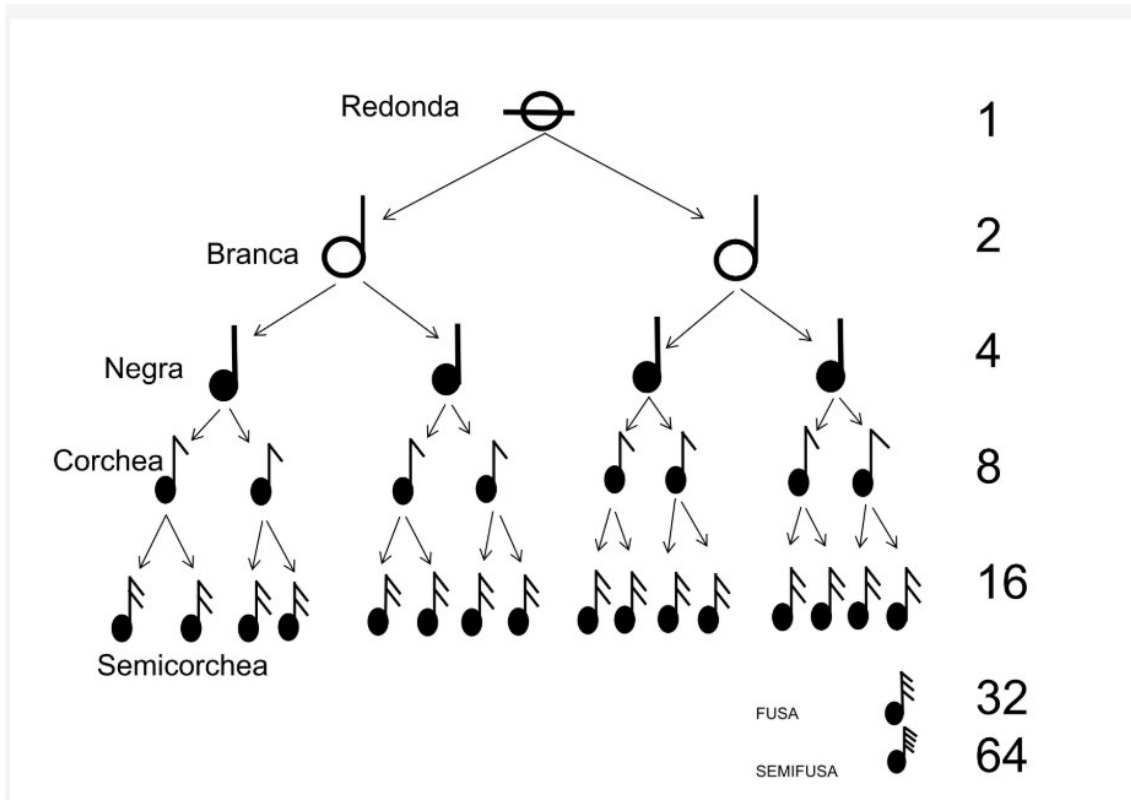 Redonda 1
Branca 2
Negra 4
Corchea 8
16
Semicorchea
FUSA 32
SEMIFUSA 64